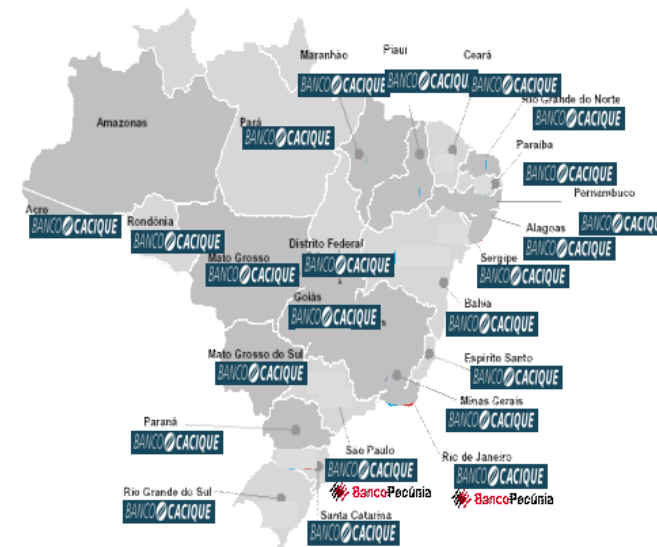 Maranhão
BANCO CACIQUE
Piauí
BANCO CACIQU
Ceará
BANCO CACIQUE
Rio Grande do Norte
BANCO CACIQUE
Amazonas
Pará
BANCO CACIQUE
Paraíba
BANCO CACIQUE
Pernambuco
BANCO CACIQUE
Acre
BANCO CACIQUE
Rondônia
BANCO CACIQUE
Alagoas
BANCO CACIQUE
Distrito Federal
BANCO CACIQUE
Mato Grosso
BANCO CACIQUE
Sergipe
BANCO CACIQUE
Goiás
BANCO CACIQUE
Bahia
BANCO CACIQUE
Mato Grosso do Sul
BANCO CACIQUE
Espírito Santo
BANCO CACIQUE
Minas Gerais
BANCO CACIQUE
Paraná
BANCO CACIQUE
São Paulo
BANCO CACIQUE
BancoPecúnia
Rio de Janeiro
BANCO CACIQUE
BancoPecúnia
Rio Grande do Sul
BANCO CACIQUE
Santa Catarina
BANCO CACIQUE